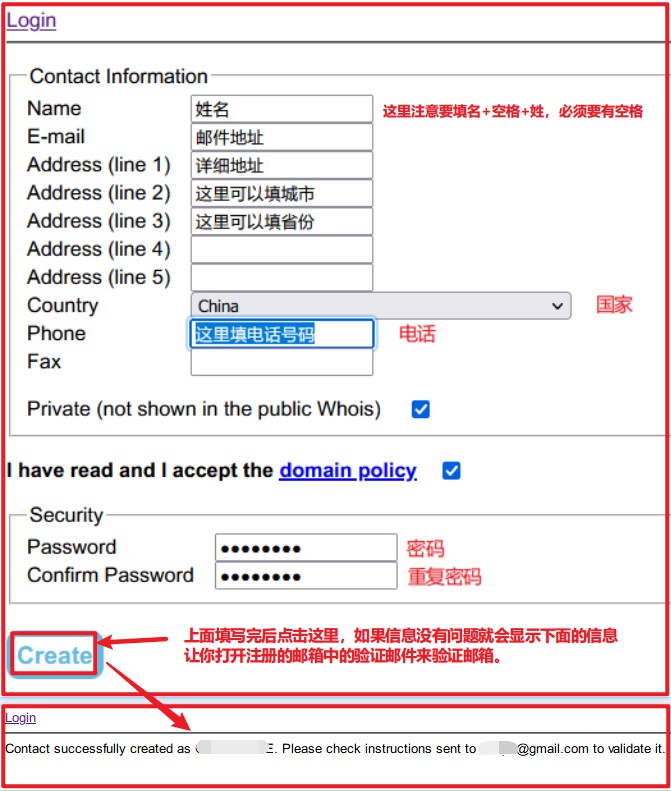 Login
Contact Information
Name 姓名 这里注意要填名+空格+姓，必须要有空格
E-mail 邮件地址
Address (line 1) 详细地址
Address (line 2) 这里可以填城市
Address (line 3) 这里可以填省份
Address (line 4)
Address (line 5)
Country China 国家
Phone 这里填电话号码 电话
Fax
Private (not shown in the public Whois)
I have read and I accept the domain policy
Security
Password •••••••• 密码
Confirm Password •••••••• 重复密码
上面填写完后点击这里，如果信息没有问题就会显示下面的信息
Create 让你打开注册的邮箱中的验证邮件来验证邮箱。
Login
Contact successfully created as E. Please check instructions sent to @gmail.com to validate it.